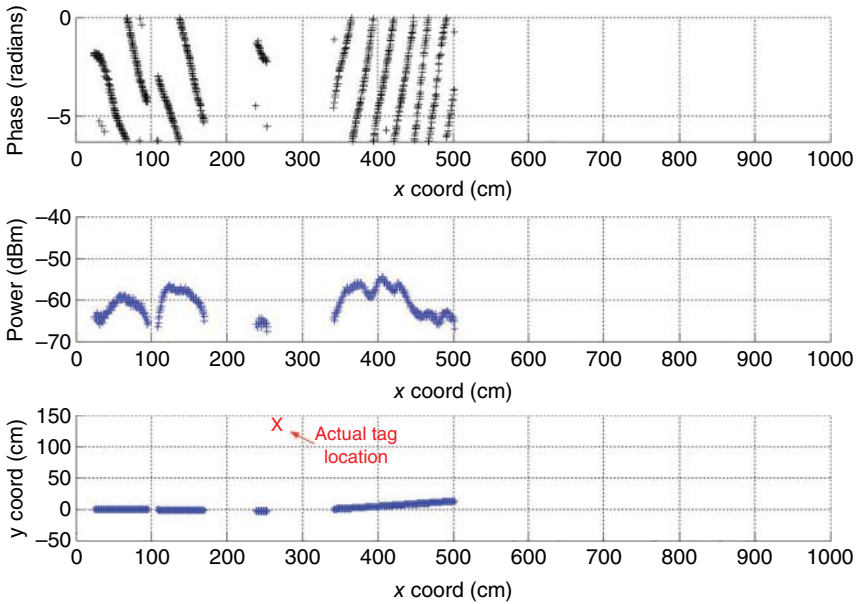 Phase (radians)
0
−5
0 100 200 300 400 500 600 700 800 900 1000
x coord (cm)
Power (dBm)
−40
−50
−60
−70
0 100 200 300 400 500 600 700 800 900 1000
x coord (cm)
y coord (cm)
150
100
50
0
−50
X
Actual tag
location
0 100 200 300 400 500 600 700 800 900 1000
x coord (cm)